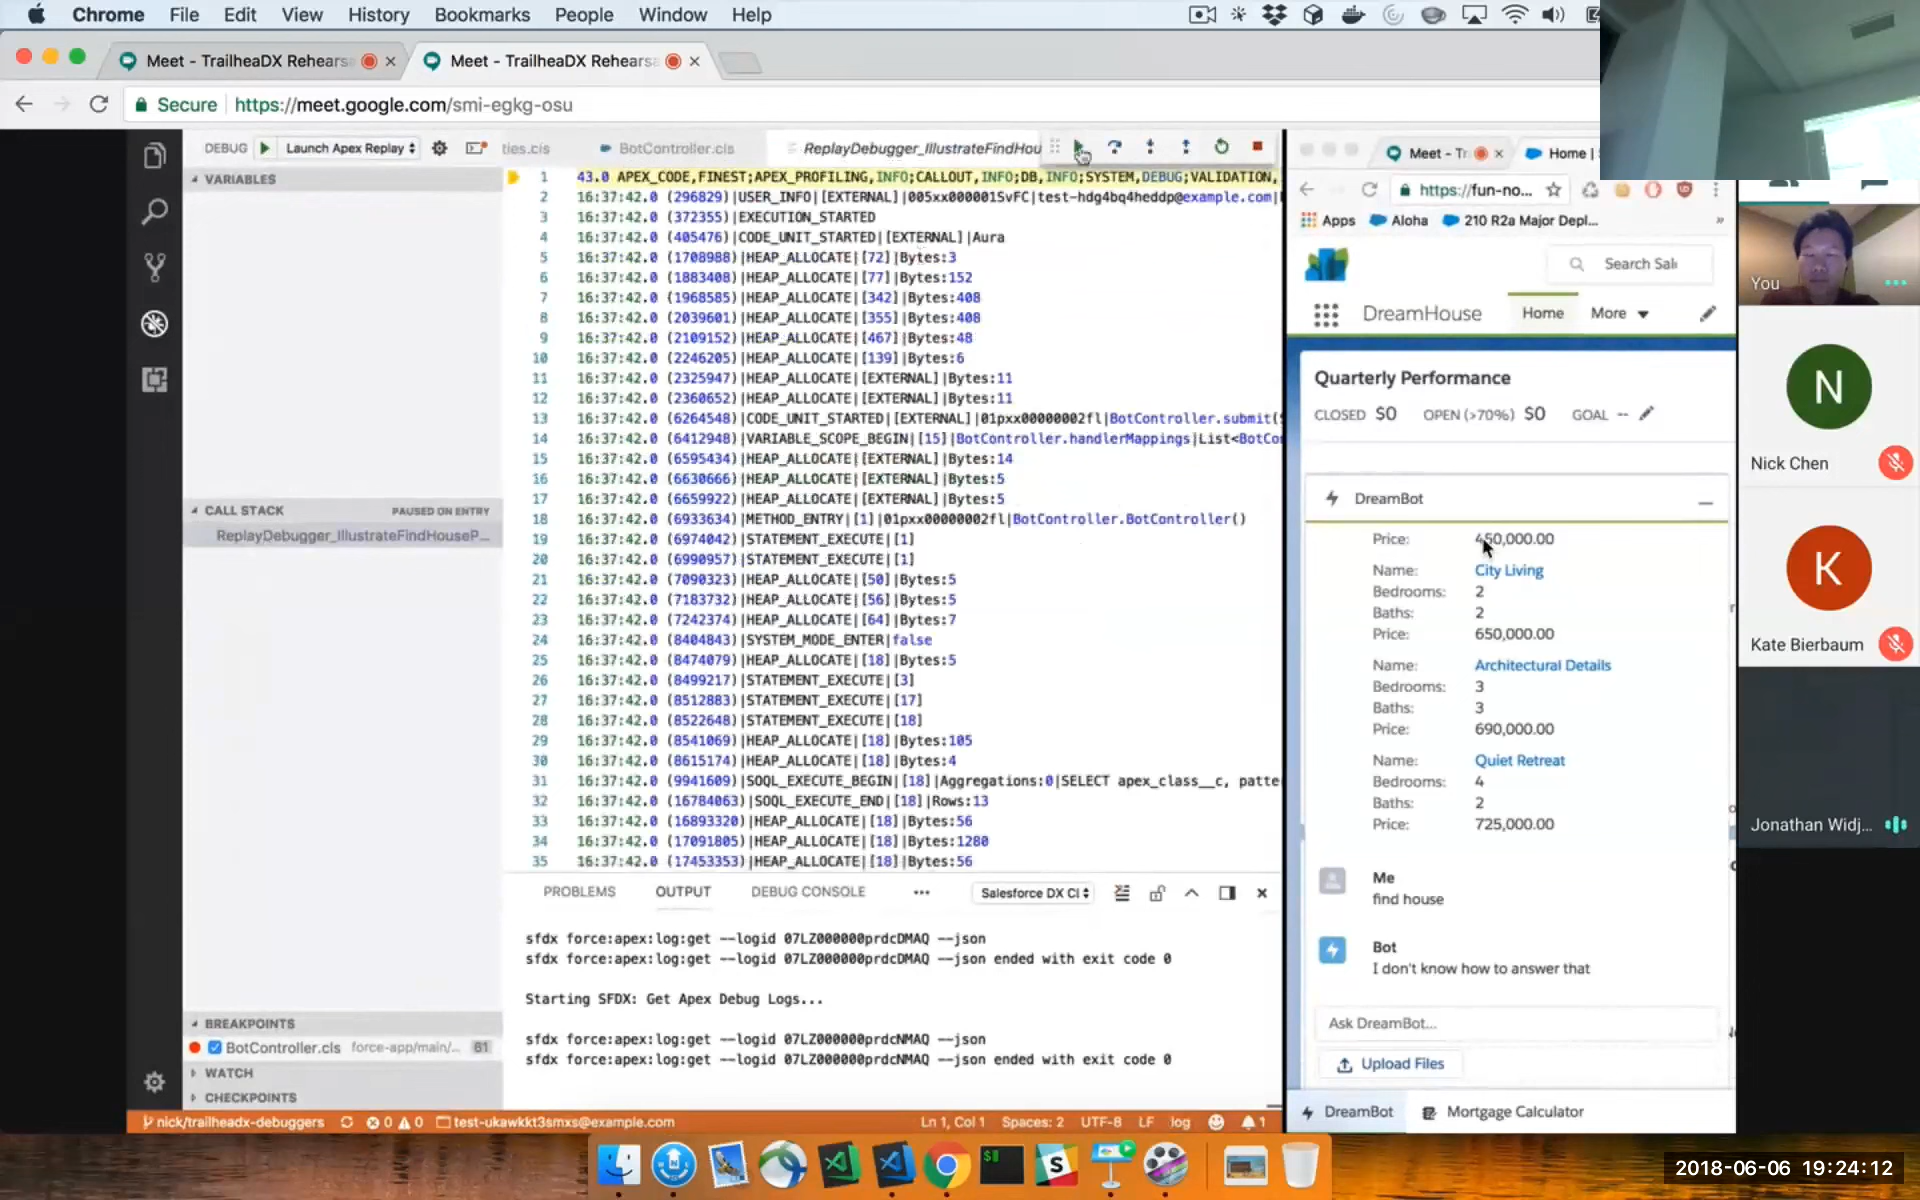 Chrome File Edit View History Bookmarks People Window Help
Meet - TrailheaDX Rehears
Meet - TrailheaDX Rehearsa
Secure https://meet.google.com/smi-egkg-osu
DEBUG Launch Apex Replay
ties.cls BotController.cls ReplayDebugger_IllustrateFindHou
VARIABLES
CALL STACK PAUSED ON ENTRY
ReplayDebugger_IllustrateFindHouseP...
BREAKPOINTS
BotController.cls force-app/main/... 61
WATCH
CHECKPOINTS
1 43.0 APEX_CODE,FINEST;APEX_PROFILING,INFO;CALLOUT,INFO;DB,INFO;SYSTEM,DEBUG;VALIDATION,
2 16:37:42.0 (296829)|USER_INFO|[EXTERNAL]|005xx000001SvFC|test-hdg4bq4heddp@example.com|
3 16:37:42.0 (372355)|EXECUTION_STARTED
4 16:37:42.0 (405476)|CODE_UNIT_STARTED|[EXTERNAL]|Aura
5 16:37:42.0 (1708988)|HEAP_ALLOCATE|[72]|Bytes:3
6 16:37:42.0 (1883408)|HEAP_ALLOCATE|[77]|Bytes:152
7 16:37:42.0 (1968585)|HEAP_ALLOCATE|[342]|Bytes:408
8 16:37:42.0 (2039601)|HEAP_ALLOCATE|[355]|Bytes:408
9 16:37:42.0 (2109152)|HEAP_ALLOCATE|[467]|Bytes:48
10 16:37:42.0 (2246205)|HEAP_ALLOCATE|[139]|Bytes:6
11 16:37:42.0 (2325947)|HEAP_ALLOCATE|[EXTERNAL]|Bytes:11
12 16:37:42.0 (2360652)|HEAP_ALLOCATE|[EXTERNAL]|Bytes:11
13 16:37:42.0 (6264548)|CODE_UNIT_STARTED|[EXTERNAL]|01pxx00000002fl|BotController.submit(
14 16:37:42.0 (6412948)|VARIABLE_SCOPE_BEGIN|[15]|BotController.handlerMappings|List<BotCo
15 16:37:42.0 (6595434)|HEAP_ALLOCATE|[EXTERNAL]|Bytes:14
16 16:37:42.0 (6630666)|HEAP_ALLOCATE|[EXTERNAL]|Bytes:5
17 16:37:42.0 (6659922)|HEAP_ALLOCATE|[EXTERNAL]|Bytes:5
18 16:37:42.0 (6933634)|METHOD_ENTRY|[1]|01pxx00000002fl|BotController.BotController()
19 16:37:42.0 (6974042)|STATEMENT_EXECUTE|[1]
20 16:37:42.0 (6990957)|STATEMENT_EXECUTE|[1]
21 16:37:42.0 (7090323)|HEAP_ALLOCATE|[50]|Bytes:5
22 16:37:42.0 (7183732)|HEAP_ALLOCATE|[56]|Bytes:5
23 16:37:42.0 (7242374)|HEAP_ALLOCATE|[64]|Bytes:7
24 16:37:42.0 (8404843)|SYSTEM_MODE_ENTER|false
25 16:37:42.0 (8474079)|HEAP_ALLOCATE|[18]|Bytes:5
26 16:37:42.0 (8499217)|STATEMENT_EXECUTE|[3]
27 16:37:42.0 (8512883)|STATEMENT_EXECUTE|[17]
28 16:37:42.0 (8522648)|STATEMENT_EXECUTE|[18]
29 16:37:42.0 (8541069)|HEAP_ALLOCATE|[18]|Bytes:105
30 16:37:42.0 (8615174)|HEAP_ALLOCATE|[18]|Bytes:4
31 16:37:42.0 (9941609)|SOQL_EXECUTE_BEGIN|[18]|Aggregations:0|SELECT apex_class__c, patte
32 16:37:42.0 (16784063)|SOQL_EXECUTE_END|[18]|Rows:13
33 16:37:42.0 (16893320)|HEAP_ALLOCATE|[18]|Bytes:56
34 16:37:42.0 (17091805)|HEAP_ALLOCATE|[18]|Bytes:1280
35 16:37:42.0 (17453353)|HEAP_ALLOCATE|[18]|Bytes:56
PROBLEMS OUTPUT DEBUG CONSOLE ... Salesforce DX Cl
sfdx force:apex:log:get --logid 07LZ000000prdcDMAQ --json
sfdx force:apex:log:get --logid 07LZ000000prdcDMAQ --json ended with exit code 0
Starting SFDX: Get Apex Debug Logs...
sfdx force:apex:log:get --logid 07LZ000000prdcNMAQ --json
sfdx force:apex:log:get --logid 07LZ000000prdcNMAQ --json ended with exit code 0
nick/trailheadx-debuggers 0 0 test-ukawkkt3smxs@example.com Ln 1, Col 1 Spaces: 2 UTF-8 LF log 1
Meet - Tr Home |
https://fun-no...
Apps Aloha 210 R2a Major Depl... »
Search Sale
DreamHouse Home More
Quarterly Performance
CLOSED $0 OPEN (>70%) $0 GOAL --
DreamBot
Price: 450,000.00
Name: City Living
Bedrooms: 2
Baths: 2
Price: 650,000.00
Name: Architectural Details
Bedrooms: 3
Baths: 3
Price: 690,000.00
Name: Quiet Retreat
Bedrooms: 4
Baths: 2
Price: 725,000.00
Me
find house
Bot
I don't know how to answer that
Ask DreamBot...
Upload Files
DreamBot Mortgage Calculator
You
N
Nick Chen
K
Kate Bierbaum
Jonathan Widj...
2018-06-06 19:24:12